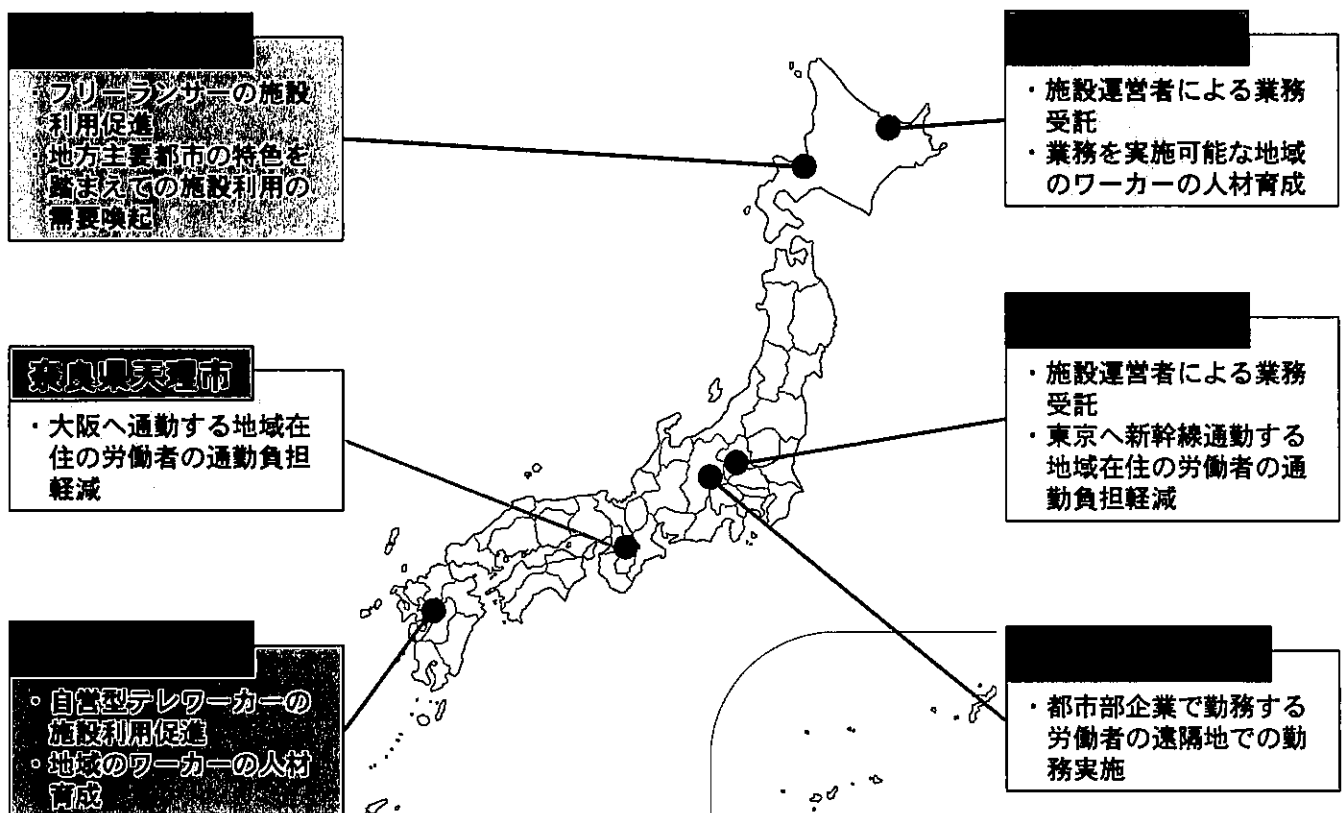 ・フリーランサーの施設
利用促進
・地方主要都市の特色を
踏まえての施設利用の
需要喚起
・施設運営者による業務
受託
・業務を実施可能な地域
のワーカーの人材育成
奈良県天理市
・大阪へ通勤する地域在
住の労働者の通勤負担
軽減
・施設運営者による業務
受託
・東京へ新幹線通勤する
地域在住の労働者の通
勤負担軽減
・自営型テレワーカーの
施設利用促進
・地域のワーカーの人材
育成
・都市部企業で勤務する
労働者の遠隔地での勤
務実施